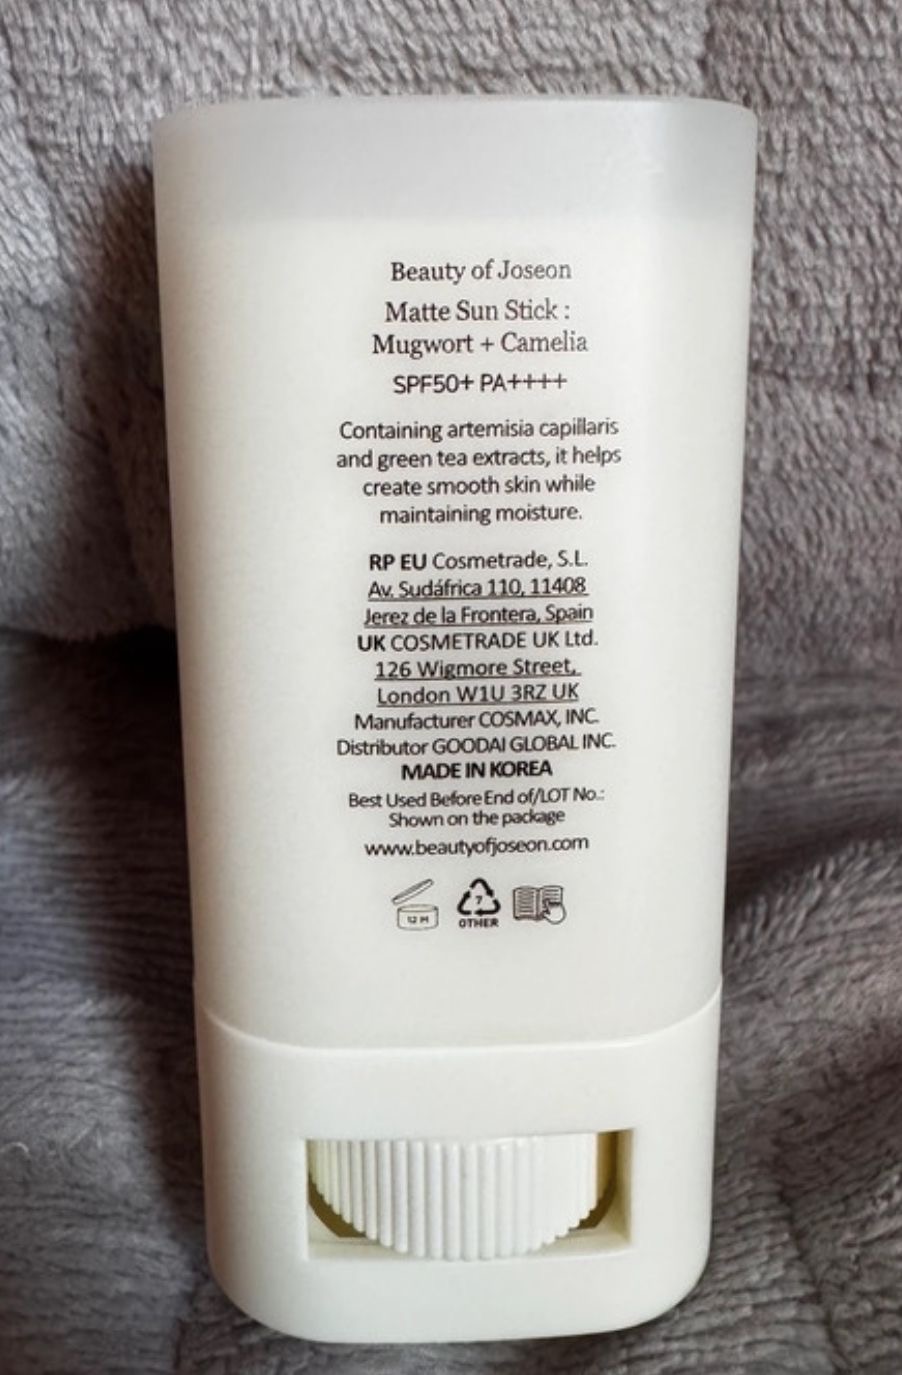 Beauty of Joseon
Matte Sun Stick :
Mugwort + Camelia
SPF50+ PA++++
Containing artemisia capillaris
and green tea extracts, it helps
create smooth skin while
maintaining moisture.
RP EU Cosmetrade, S.L.
Av. Sudáfrica 110, 11408
Jerez de la Frontera, Spain
UK COSMETRADE UK Ltd.
126 Wigmore Street,
London W1U 3RZ UK
Manufacturer COSMAX, INC.
Distributor GOODAI GLOBAL INC.
MADE IN KOREA
Best Used Before End of/LOT No.:
Shown on the package
www.beautyofjoseon.com
12 M
7
OTHER